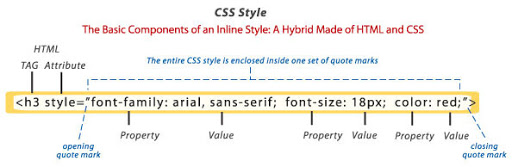 CSS Style
The Basic Components of an Inline Style: A Hybrid Made of HTML and CSS
HTML
The entire CSS style is enclosed inside one set of quote marks
TAG Attribute
<h3 style="font-family: arial, sans-serif; font-size: 18px; color: red;">
opening quote mark
Property Value Property Value Property Value
closing quote mark